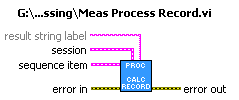 G:\...ssing\Meas Process Record.vi
result string label
session
sequence item
error in
PROC
CALC
RECORD
error out